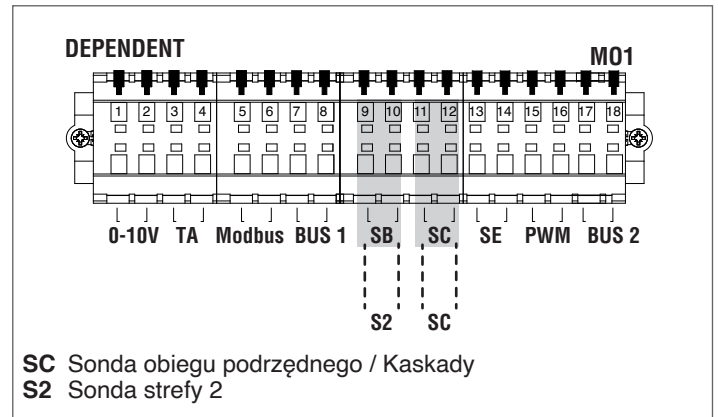 DEPENDENT
M01
1 2 3 4 5 6 7 8 9 10 11 12 13 14 15 16 17 18
0-10V TA Modbus BUS 1 SB SC SE PWM BUS 2
S2 SC
SC Sonda obiegu podrzędnego / Kaskady
S2 Sonda strefy 2